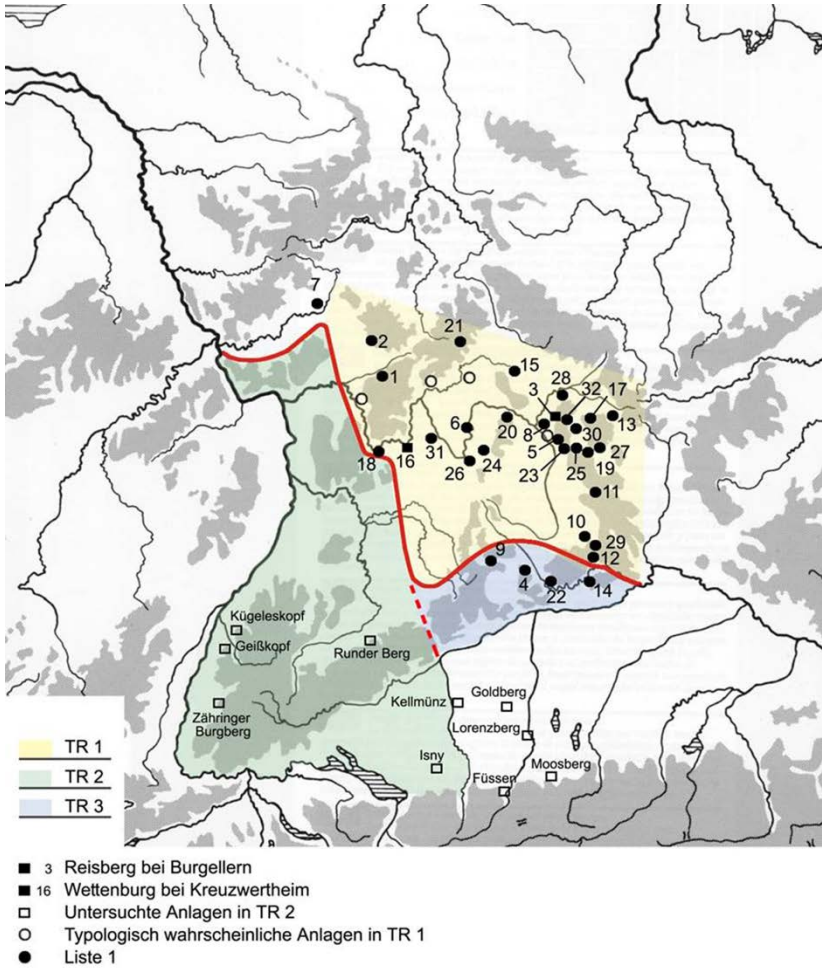 7
2
21
1
15
28
3
32
17
6
20
8
13
18
16
31
5
30
26
24
23
25
19
27
11
10
9
29
12
4
22
14
Kügeleskopf
Geißkopf
Runder Berg
Zähringer
Burgberg
Kellmünz
Goldberg
Lorenzberg
Isny
Füssen
Moosberg
TR 1
TR 2
TR 3
3 Reisberg bei Burgellern
16 Wettenburg bei Kreuzwertheim
Untersuchte Anlagen in TR 2
Typologisch wahrscheinliche Anlagen in TR 1
Liste 1